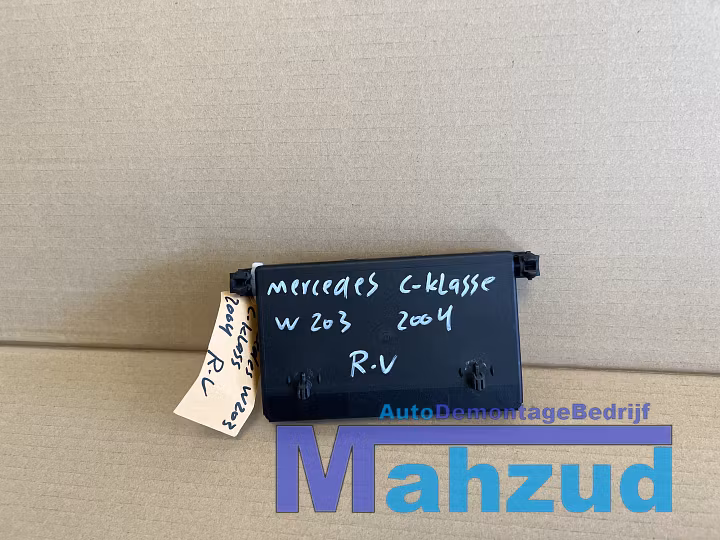 mercedes C-kLasse
W 203 2004
R.V
C-KLASS W203
2004 R.V
AutoDemontageBedrijf
Mahzud